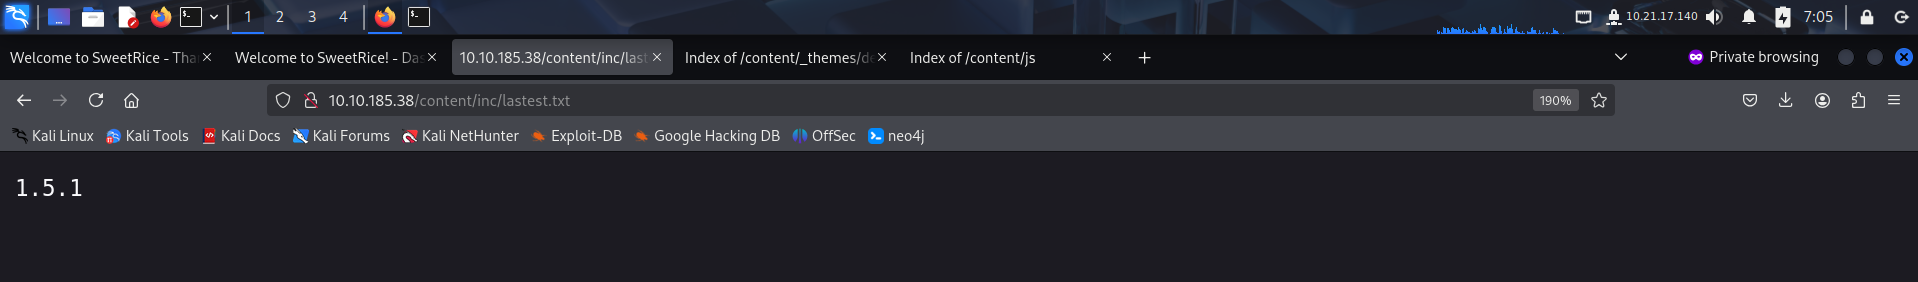 1 2 3 4 10.21.17.140 7:05
Welcome to SweetRice - Tha Welcome to SweetRice! - Das 10.10.185.38/content/inc/last Index of /content/_themes/de Index of /content/js Private browsing
10.10.185.38/content/inc/lastest.txt 190%
Kali Linux Kali Tools Kali Docs Kali Forums Kali NetHunter Exploit-DB Google Hacking DB OffSec neo4j
1.5.1